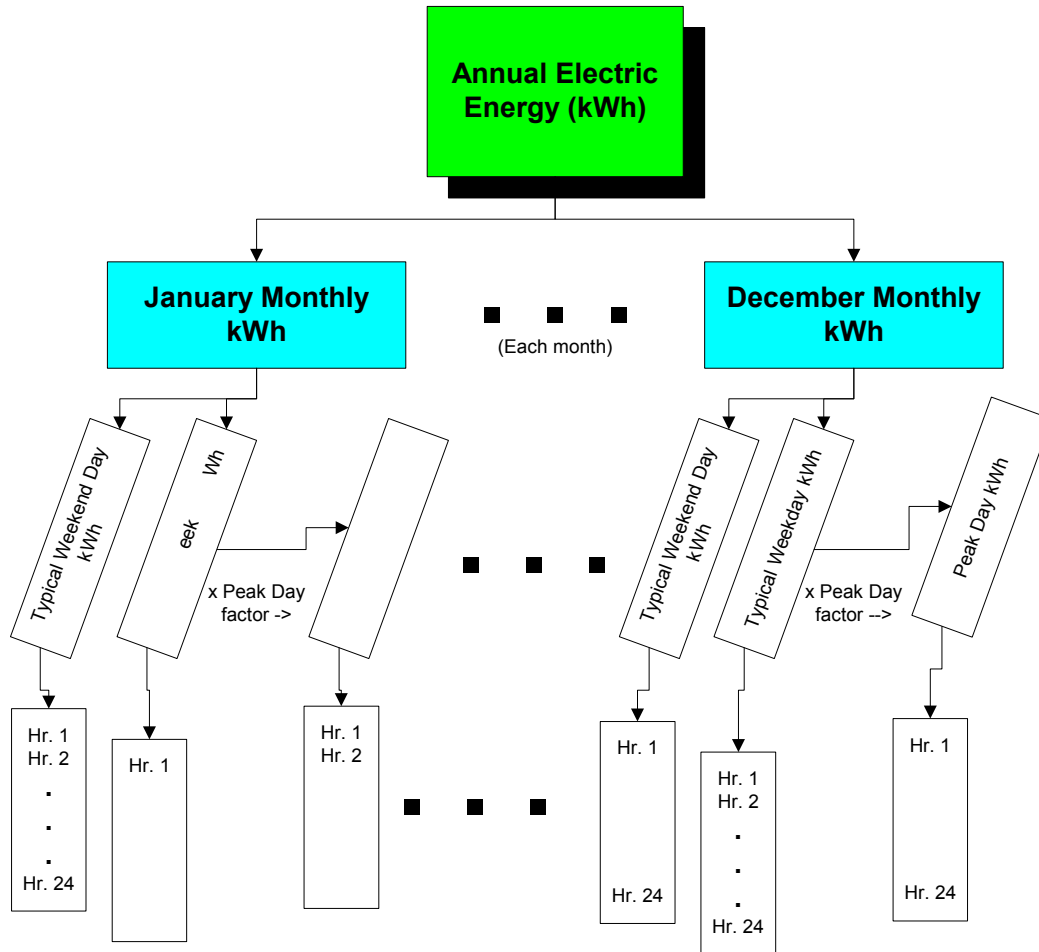 Annual Electric
Energy (kWh)
January Monthly
kWh
(Each month)
December Monthly
kWh
Typical Weekend Day
kWh
eek Wh
x Peak Day
factor ->
Typical Weekend Day
kWh
Typical Weekday kWh
x Peak Day
factor -->
Peak Day kWh
Hr. 1
Hr. 2
.
.
.
Hr. 24
Hr. 1
Hr. 1
Hr. 2
Hr. 1
Hr. 24
Hr. 1
Hr. 2
.
.
.
Hr. 24
Hr. 1
Hr. 24